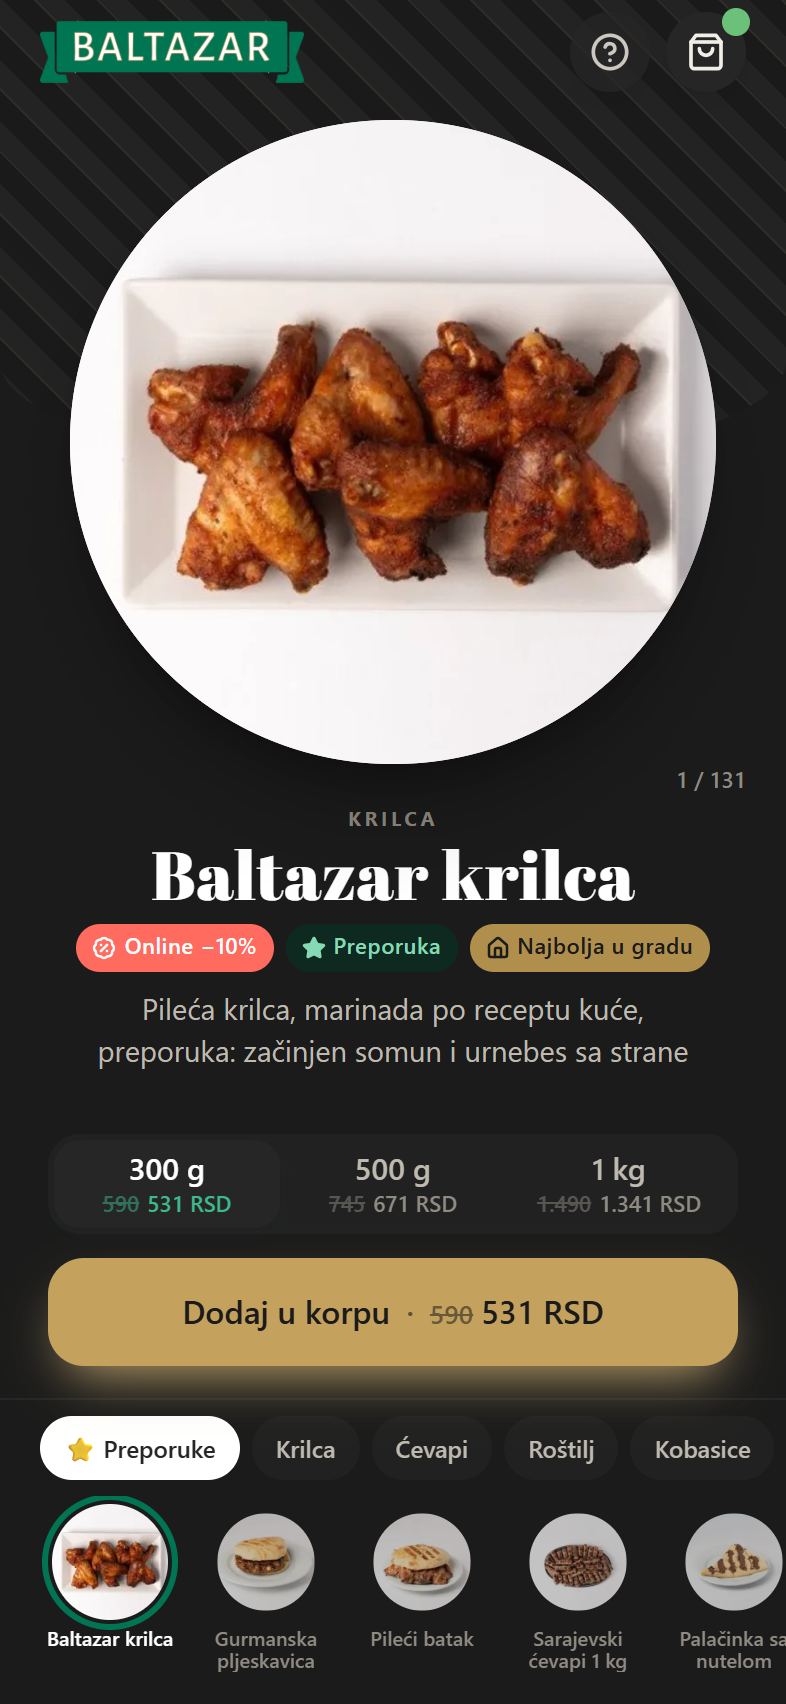 BALTAZAR
1 / 131
KRILCA
Baltazar krilca
Online −10%
Preporuka
Najbolja u gradu
Pileća krilca, marinada po receptu kuće,
preporuka: začinjen somun i urnebes sa strane
300 g
590 531 RSD
500 g
745 671 RSD
1 kg
1.490 1.341 RSD
Dodaj u korpu · 590 531 RSD
Preporuke
Krilca
Ćevapi
Roštilj
Kobasice
Baltazar krilca
Gurmanska
pljeskavica
Pileći batak
Sarajevski
ćevapi 1 kg
Palačinka sa
nutelom